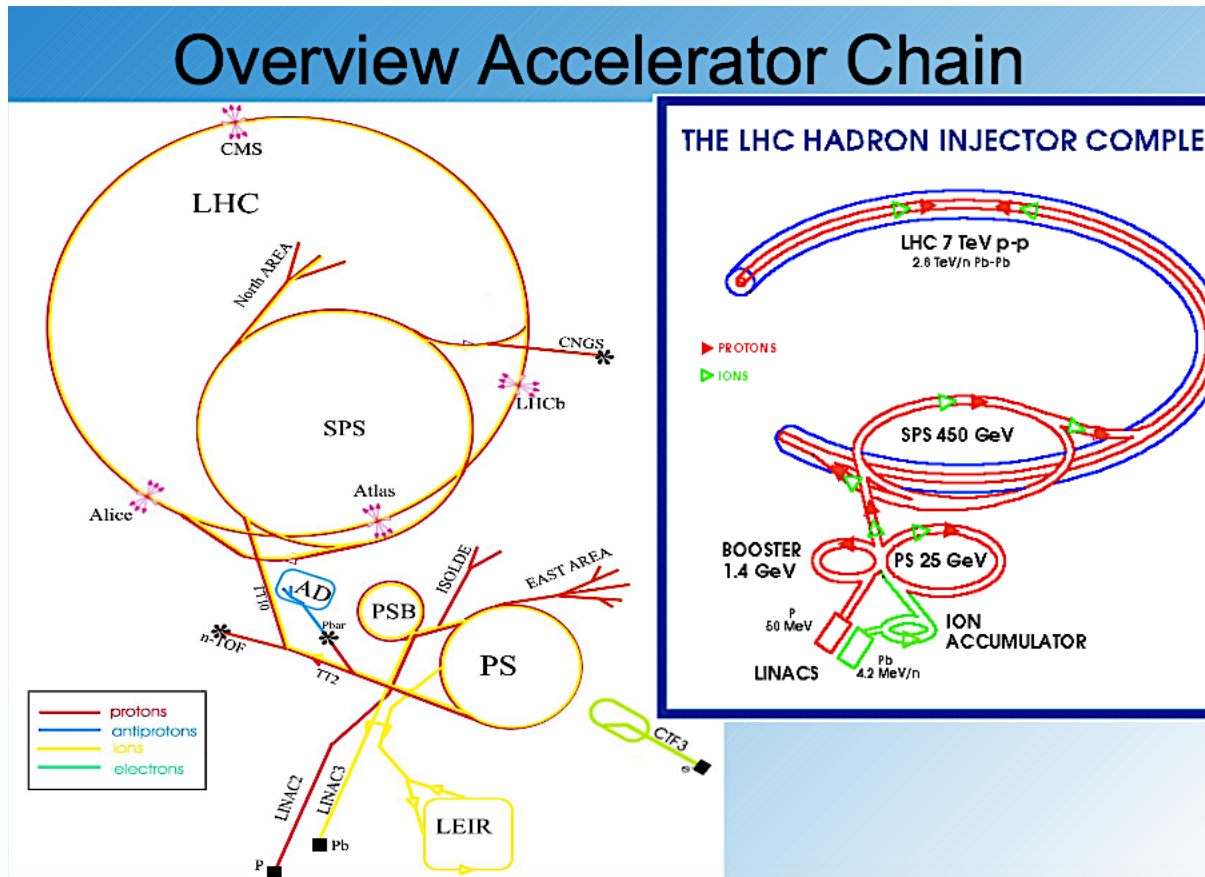 Overview Accelerator Chain
CMS
LHC
North AREA
CNGS
LHCb
SPS
Alice
Atlas
TT10
AD
Pbar
n-TOF
TT2
PSB
ISOLDE
EAST AREA
PS
LINAC2
LINAC3
P
Pb
LEIR
CTF3
e
protons
antiprotons
ions
electrons
THE LHC HADRON INJECTOR COMPLE
LHC 7 TeV p-p
2.6 TeV/n Pb-Pb
PROTONS
IONS
SPS 450 GeV
BOOSTER
1.4 GeV
PS 25 GeV
P
50 MeV
ION
ACCUMULATOR
LINACS
Pb
4.2 MeV/n